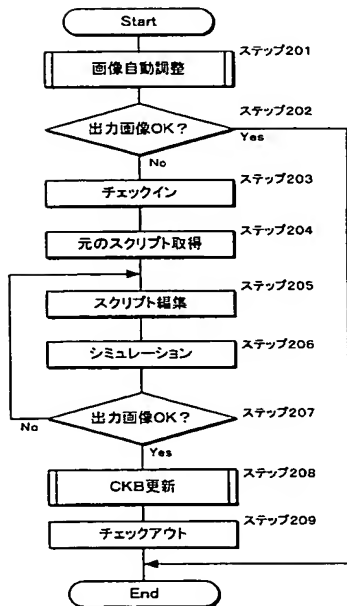 Start
ステップ201
画像自動調整
ステップ202
出力画像OK?
Yes
No
ステップ203
チェックイン
ステップ204
元のスクリプト取得
ステップ205
スクリプト編集
ステップ206
シミュレーション
ステップ207
出力画像OK?
No
Yes
ステップ208
CKB更新
ステップ209
チェックアウト
End